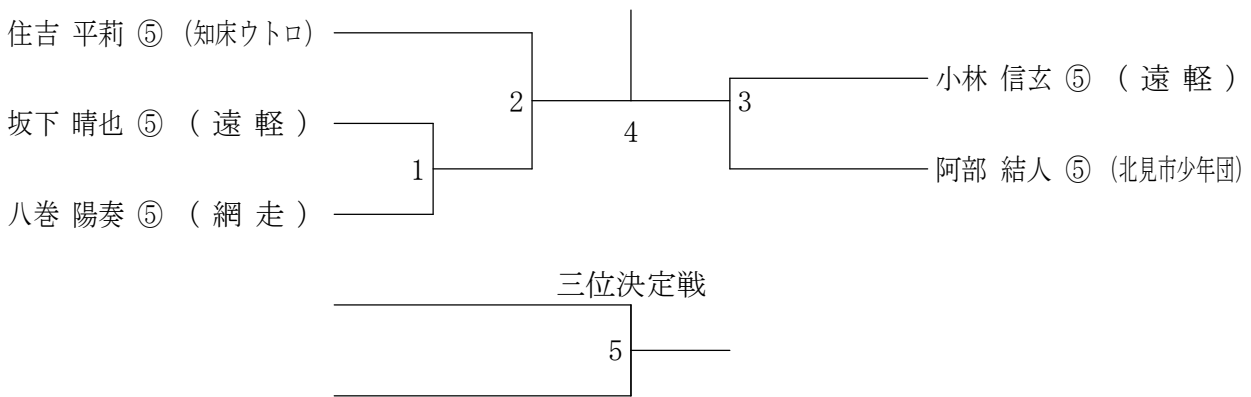 住吉 平莉 ⑤ (知床ウトロ)
坂下 晴也 ⑤ ( 遠 軽 )
八巻 陽奏 ⑤ ( 網 走 )
1
2
4
3
小林 信玄 ⑤ ( 遠 軽 )
阿部 結人 ⑤ (北見市少年団)
三位決定戦
5